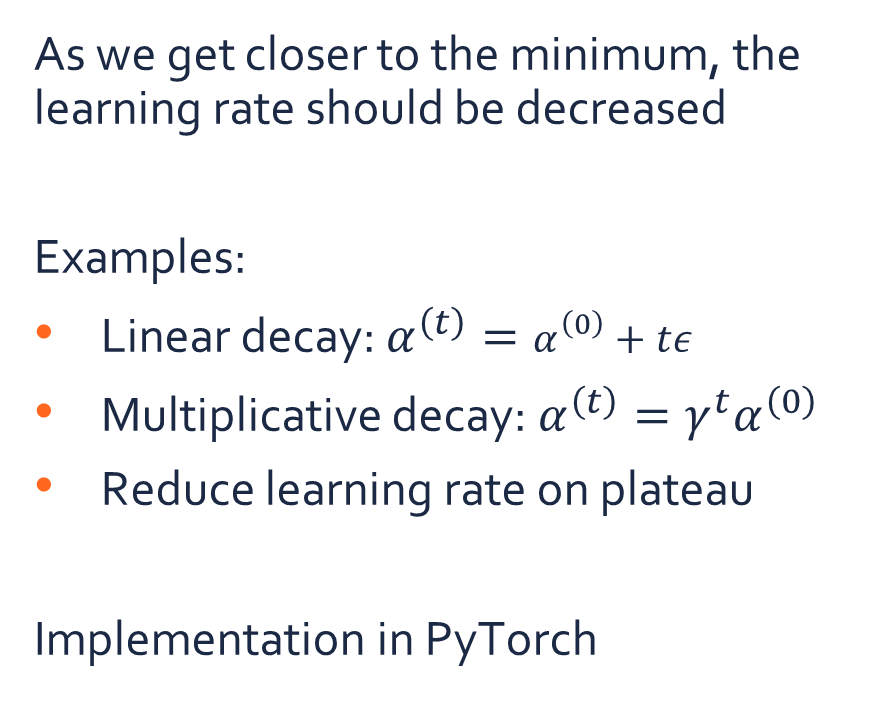 As we get closer to the minimum, the
learning rate should be decreased
Examples:
• Linear decay: α⁽ᵗ⁾ = α⁽⁰⁾ + tϵ
• Multiplicative decay: α⁽ᵗ⁾ = γᵗα⁽⁰⁾
• Reduce learning rate on plateau
Implementation in PyTorch